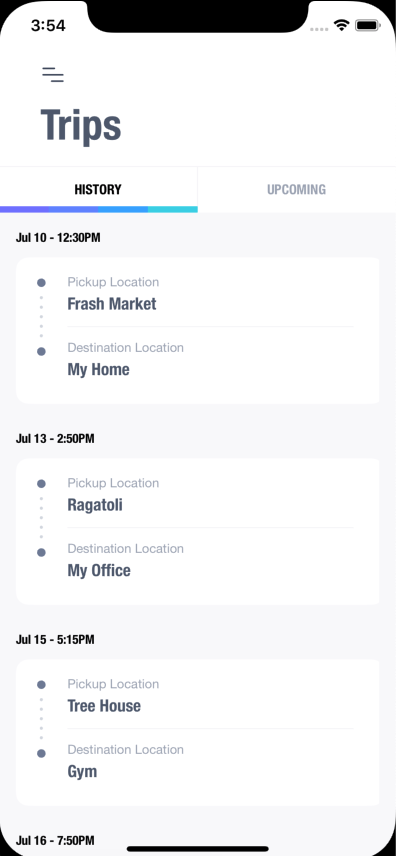 3:54
Trips
HISTORY
UPCOMING
Jul 10 - 12:30PM
Pickup Location
Frash Market
Destination Location
My Home
Jul 13 - 2:50PM
Pickup Location
Ragatoli
Destination Location
My Office
Jul 15 - 5:15PM
Pickup Location
Tree House
Destination Location
Gym
Jul 16 - 7:50PM